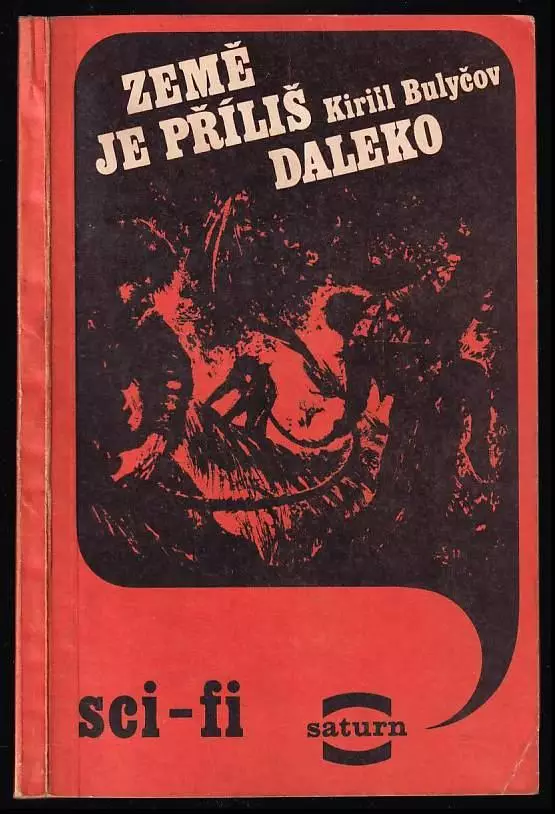 ZEMĚ
JE PŘÍLIŠ Kirill Bulyčov
DALEKO
sci-fi
saturn